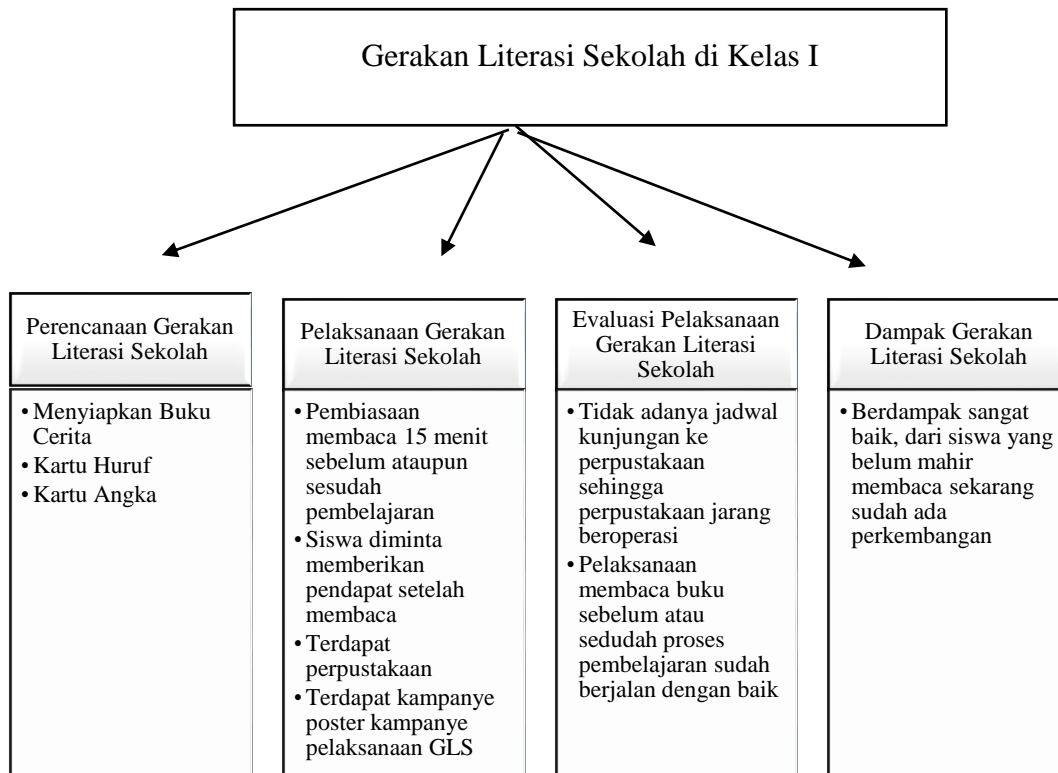 Gerakan Literasi Sekolah di Kelas I
Perencanaan Gerakan
Literasi Sekolah
• Menyiapkan Buku
Cerita
• Kartu Huruf
• Kartu Angka
Pelaksanaan Gerakan
Literasi Sekolah
• Pembiasaan
membaca 15 menit
sebelum ataupun
sesudah
pembelajaran
• Siswa diminta
memberikan
pendapat setelah
membaca
• Terdapat
perpustakaan
• Terdapat kampanye
poster kampanye
pelaksanaan GLS
Evaluasi Pelaksanaan
Gerakan Literasi
Sekolah
• Tidak adanya jadwal
kunjungan ke
perpustakaan
sehingga
perpustakaan jarang
beroperasi
• Pelaksanaan
membaca buku
sebelum atau
sedudah proses
pembelajaran sudah
berjalan dengan baik
Dampak Gerakan
Literasi Sekolah
• Berdampak sangat
baik, dari siswa yang
belum mahir
membaca sekarang
sudah ada
perkembangan